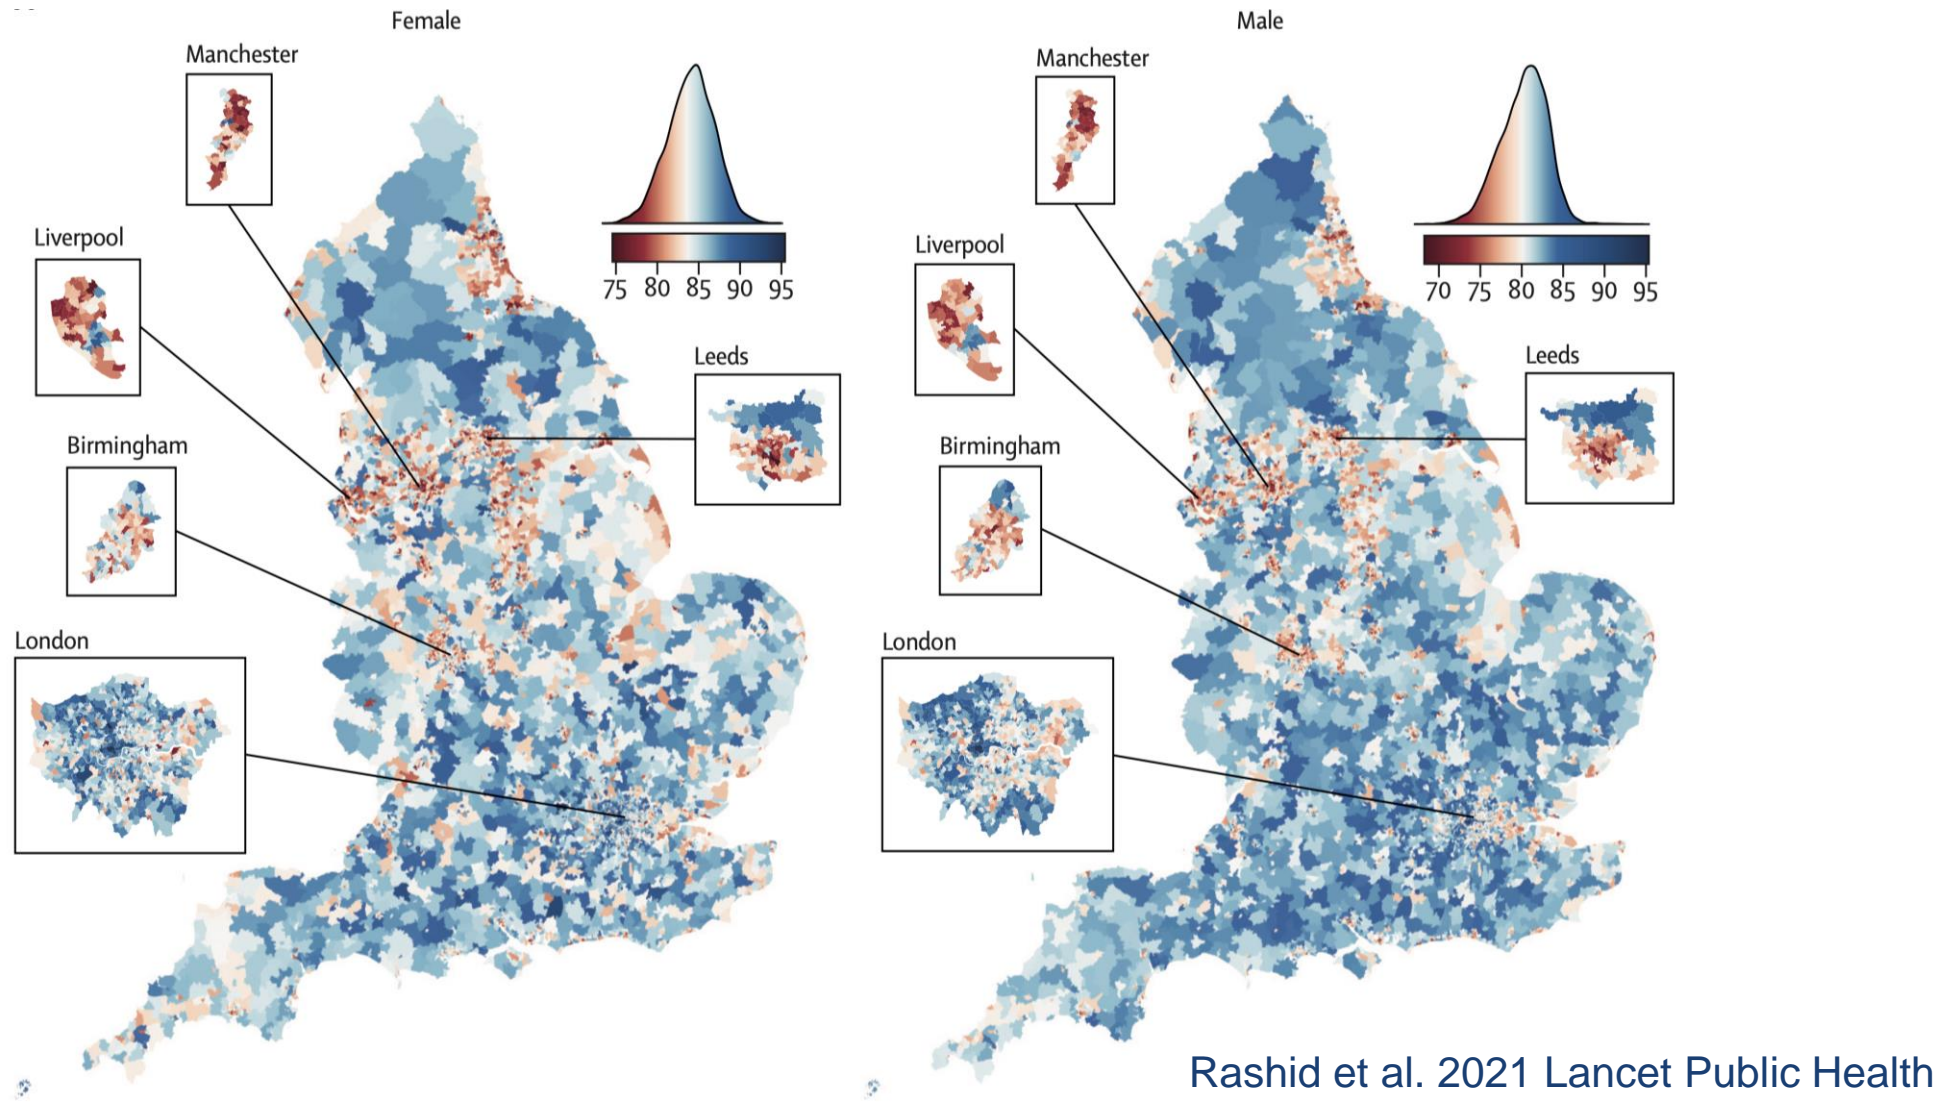 Female
Manchester
Liverpool
Birmingham
London
75 80 85 90 95
Leeds
Male
Manchester
Liverpool
Birmingham
London
70 75 80 85 90 95
Leeds
Rashid et al. 2021 Lancet Public Health